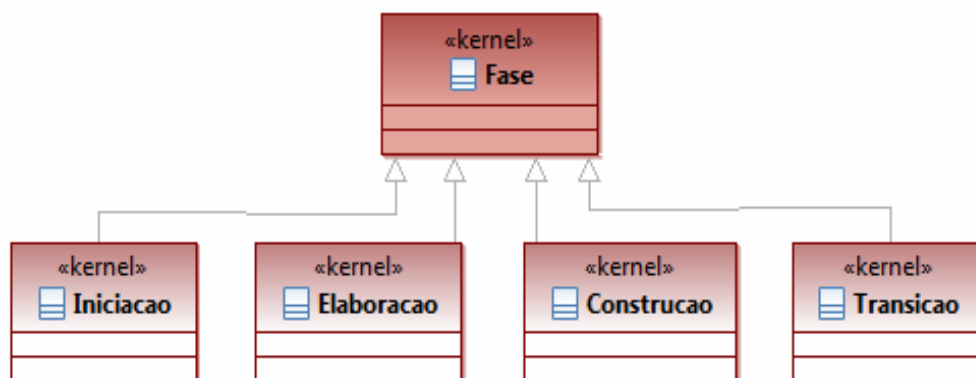 «kernel»
Fase
«kernel»
Iniciacao
«kernel»
Elaboracao
«kernel»
Construcao
«kernel»
Transicao